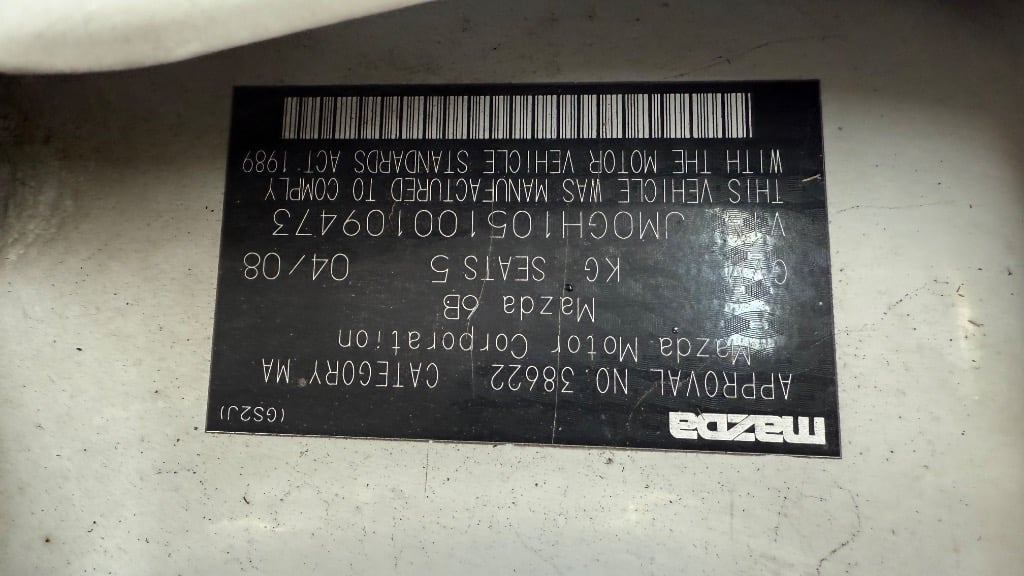 mazda (GS2J)
APPROVAL NO. 38622 CATEGORY MA
Mazda Motor Corporation
Mazda 6B
KG SEATS 5 04/08
JM0GH105100109473
THIS VEHICLE WAS MANUFACTURED TO COMPLY
WITH THE MOTOR VEHICLE STANDARDS ACT 1989